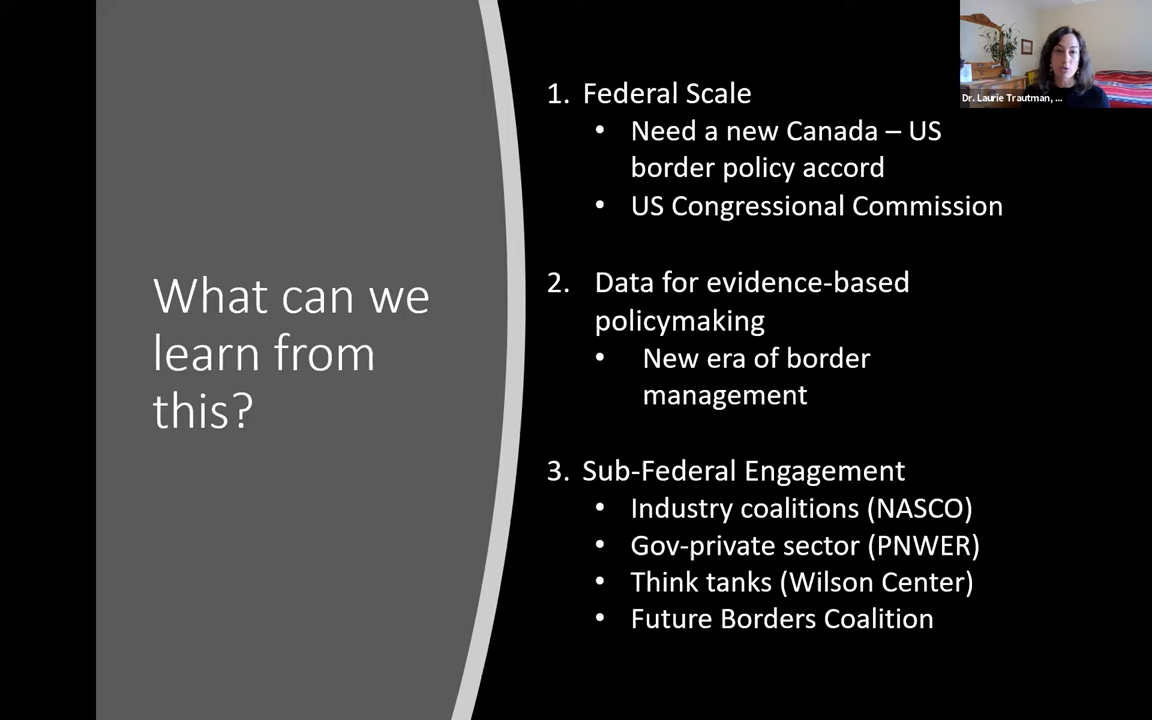 What can we
learn from
this?
1. Federal Scale
• Need a new Canada – US
border policy accord
• US Congressional Commission
2. Data for evidence-based
policymaking
• New era of border
management
3. Sub-Federal Engagement
• Industry coalitions (NASCO)
• Gov-private sector (PNWER)
• Think tanks (Wilson Center)
• Future Borders Coalition
Dr. Laurie Trautman, ...